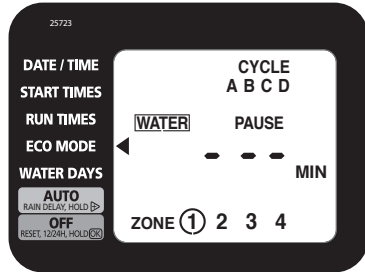 25723
DATE / TIME
START TIMES
RUN TIMES
ECO MODE
WATER DAYS
AUTO
RAIN DELAY, HOLD
OFF
RESET, 12/24H, HOLD OK
CYCLE
A B C D
WATER PAUSE
- - -
MIN
ZONE 1 2 3 4